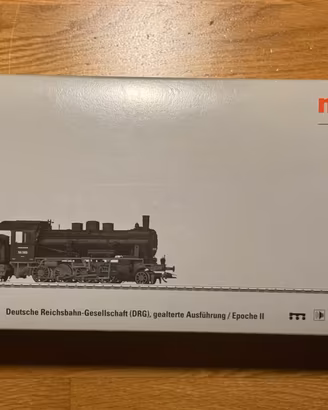 Deutsche Reichsbahn-Gesellschaft (DRG), gealterte Ausführung / Epoche II